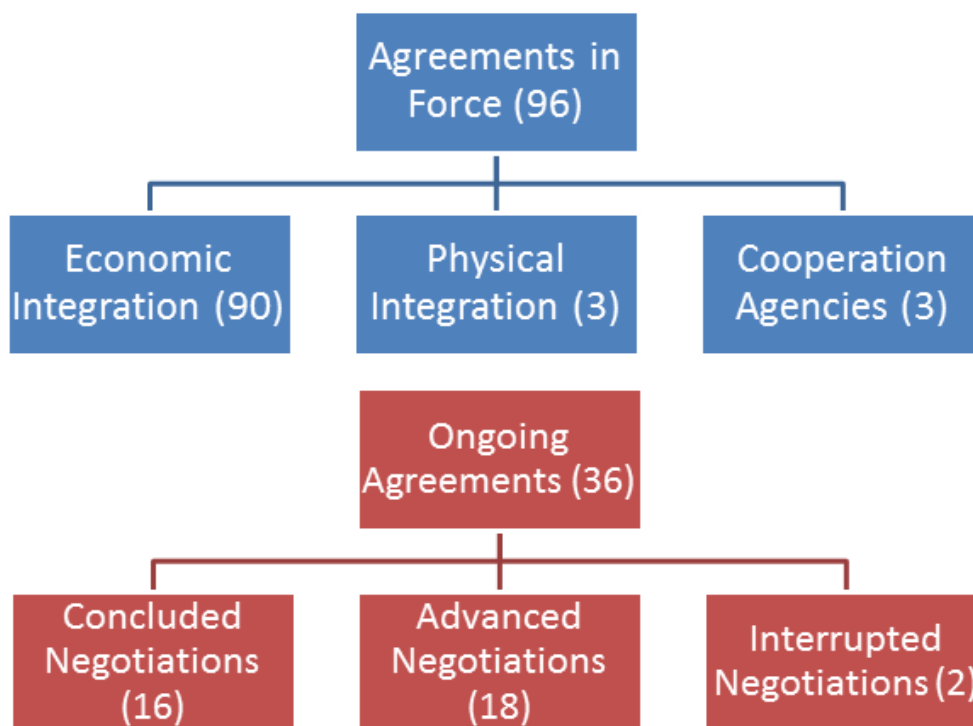 Agreements in
Force (96)
Economic
Integration (90)
Physical
Integration (3)
Cooperation
Agencies (3)
Ongoing
Agreements (36)
Concluded
Negotiations
(16)
Advanced
Negotiations
(18)
Interrupted
Negotiations (2)